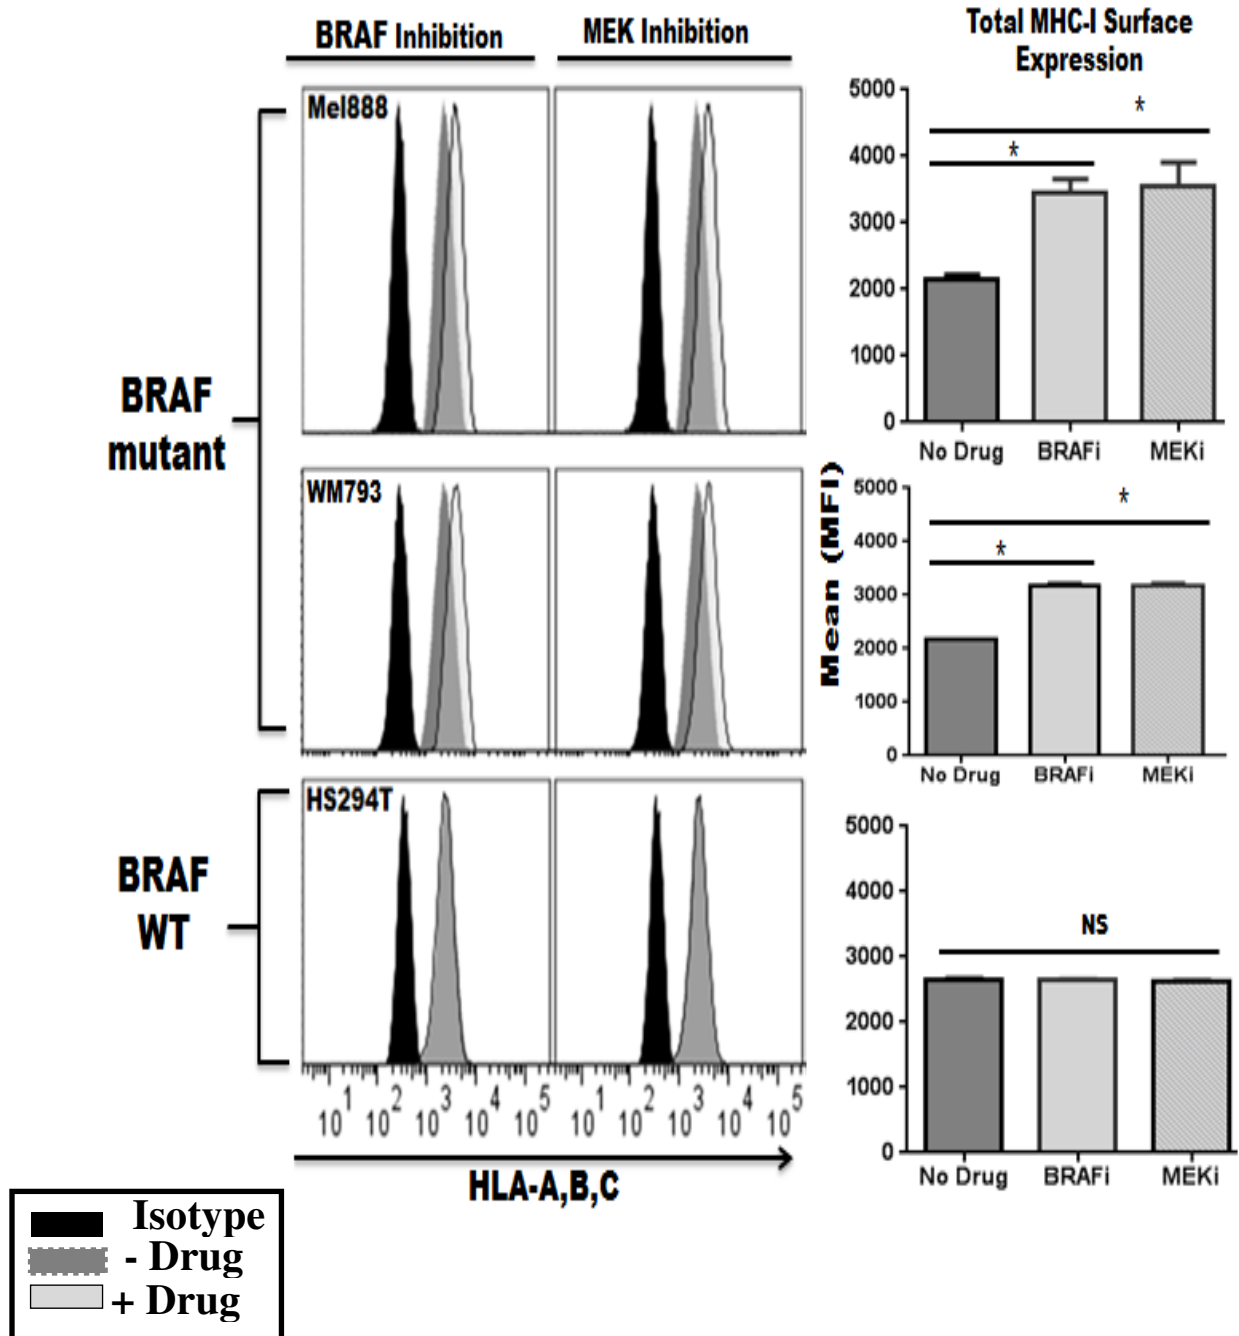 BRAF Inhibition
MEK Inhibition
Total MHC-I Surface
Expression
Mel888
5000
4000
3000
2000
1000
0
*
*
No Drug
BRAFi
MEKi
BRAF
mutant
WM793
Mean (MFI)
5000
4000
3000
2000
1000
0
*
*
No Drug
BRAFi
MEKi
HS294T
BRAF
WT
5000
4000
3000
2000
1000
0
NS
No Drug
BRAFi
MEKi
10^1 10^2 10^3 10^4 10^5
10^1 10^2 10^3 10^4 10^5
HLA-A,B,C
Isotype
- Drug
+ Drug